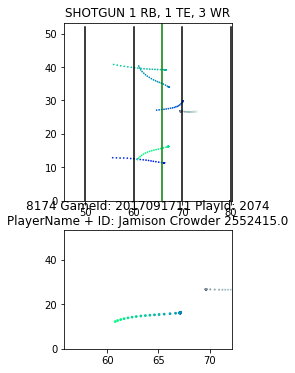 SHOTGUN 1 RB, 1 TE, 3 WR
50
40
30
20
10
0
50 60 70 80
8174 GameId: 2017091711 PlayId: 2074
PlayerName + ID: Jamison Crowder 2552415.0
40
20
0
60 65 70